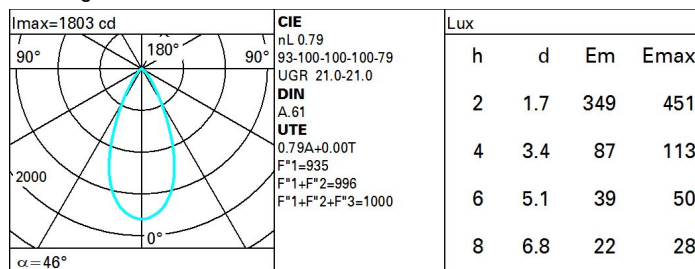 Imax=1803 cd
90° 180° 90°
2000
0°
α=46°
CIE
nL 0.79
93-100-100-100-79
UGR 21.0-21.0
DIN
A.61
UTE
0.79A+0.00T
F"1=935
F"1+F"2=996
F"1+F"2+F"3=1000
Lux
h d Em Emax
2 1.7 349 451
4 3.4 87 113
6 5.1 39 50
8 6.8 22 28